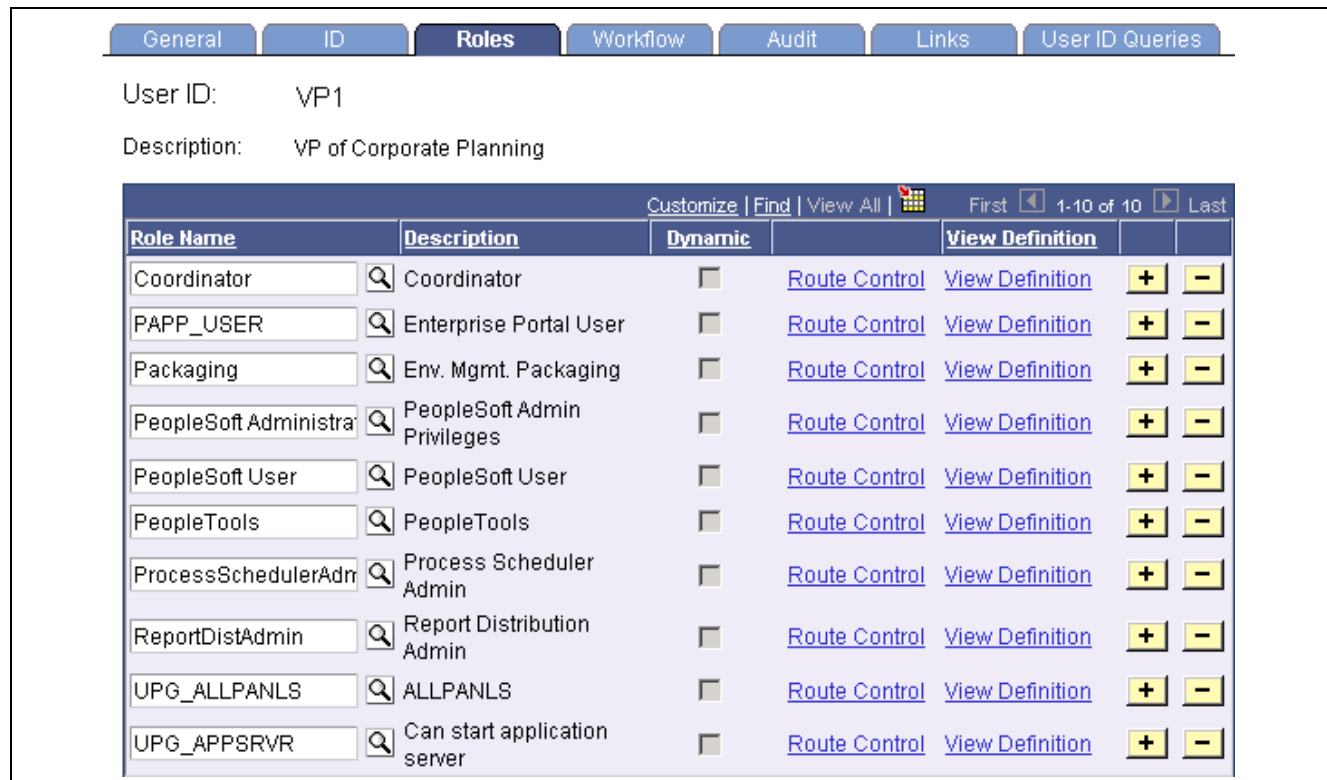 General ID Roles Workflow Audit Links User ID Queries
User ID: VP1
Description: VP of Corporate Planning
Customize | Find | View All | First 1-10 of 10 Last
Role Name Description Dynamic View Definition
Coordinator Coordinator Route Control View Definition + −
PAPP_USER Enterprise Portal User Route Control View Definition + −
Packaging Env. Mgmt. Packaging Route Control View Definition + −
PeopleSoft Administrat PeopleSoft Admin
Privileges Route Control View Definition + −
PeopleSoft User PeopleSoft User Route Control View Definition + −
PeopleTools PeopleTools Route Control View Definition + −
ProcessSchedulerAdm Process Scheduler
Admin Route Control View Definition + −
ReportDistAdmin Report Distribution
Admin Route Control View Definition + −
UPG_ALLPANLS ALLPANLS Route Control View Definition + −
UPG_APPSRVR Can start application
server Route Control View Definition + −